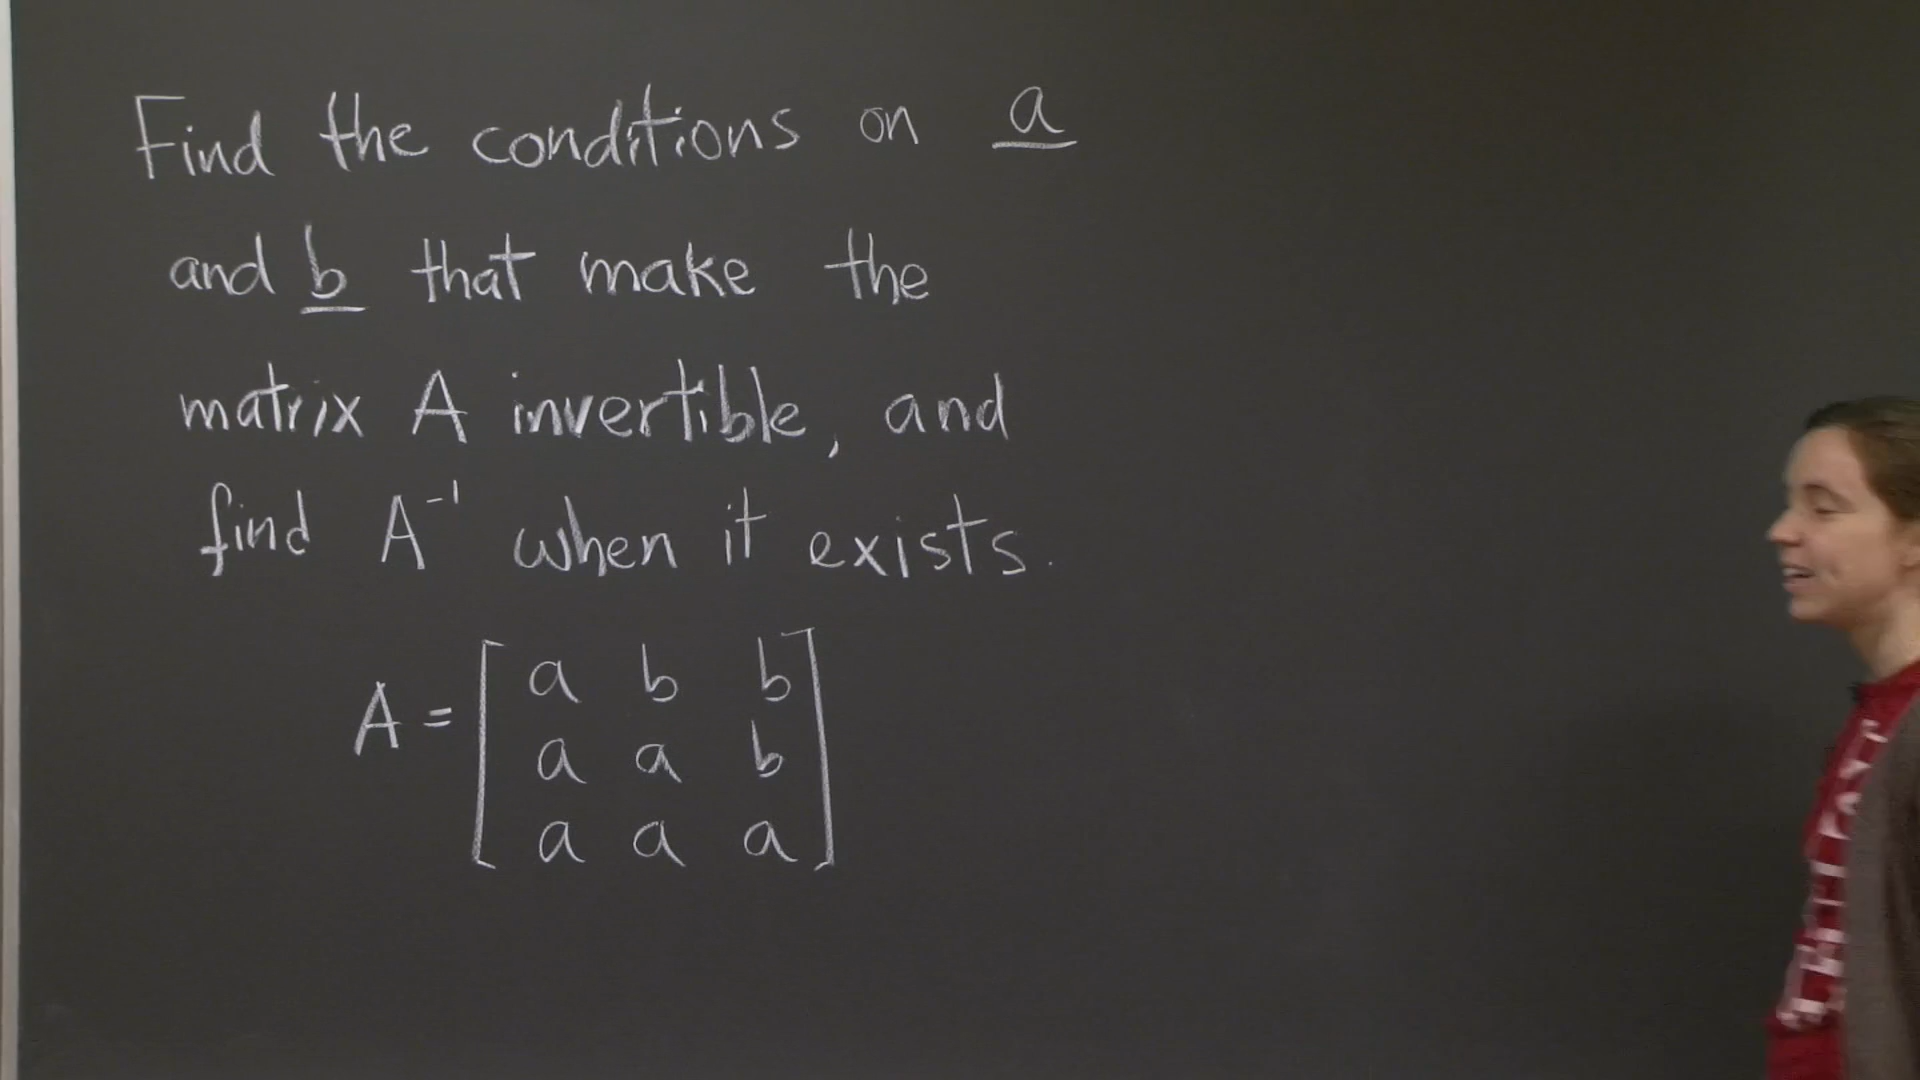 Find the conditions on a
and b that make the
matrix A invertible, and
find A⁻¹ when it exists.
A = [ a b b
a a b
a a a ]